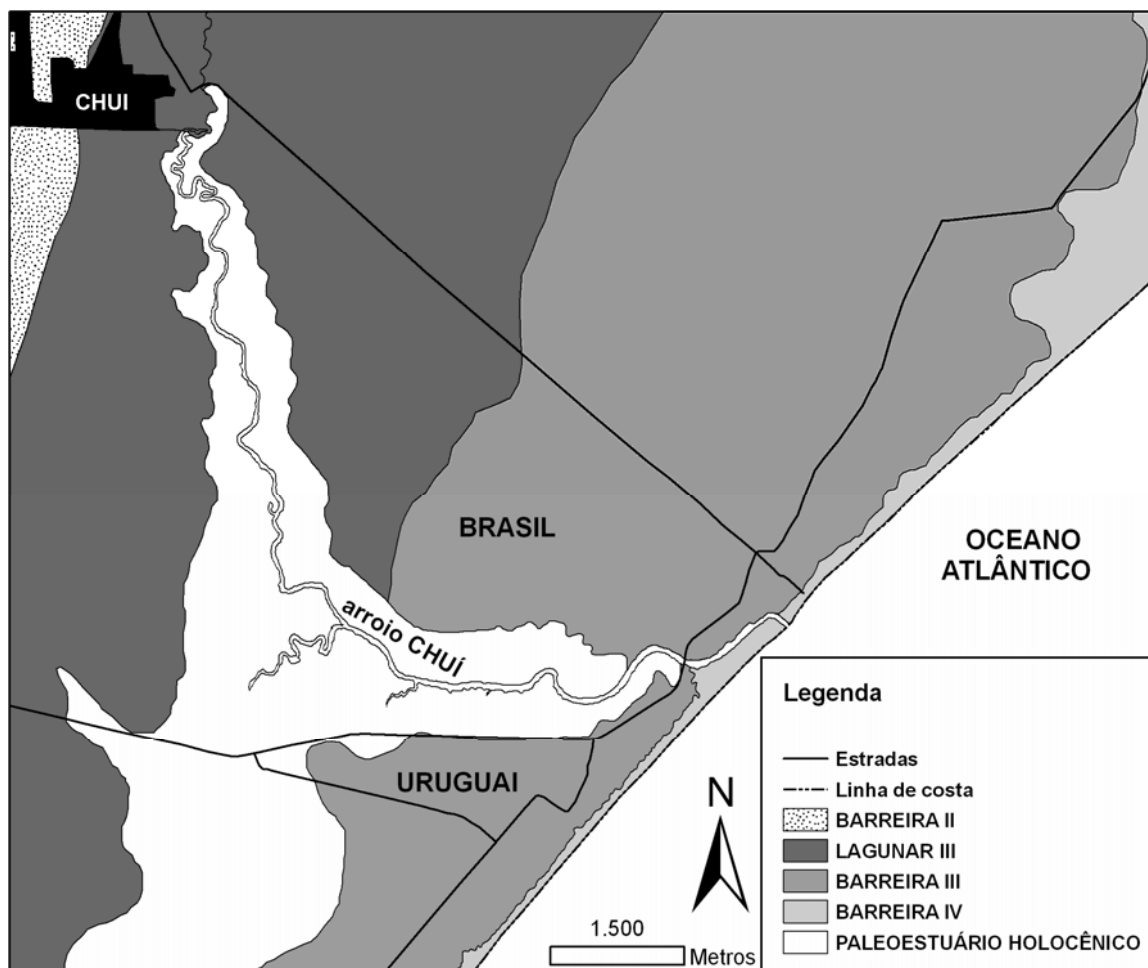 CHUI
BRASIL
OCEANO
ATLÂNTICO
arroio CHUÍ
URUGUAI
N
1.500
Metros
Legenda
Estradas
Linha de costa
BARREIRA II
LAGUNAR III
BARREIRA III
BARREIRA IV
PALEOESTUÁRIO HOLOCÊNICO